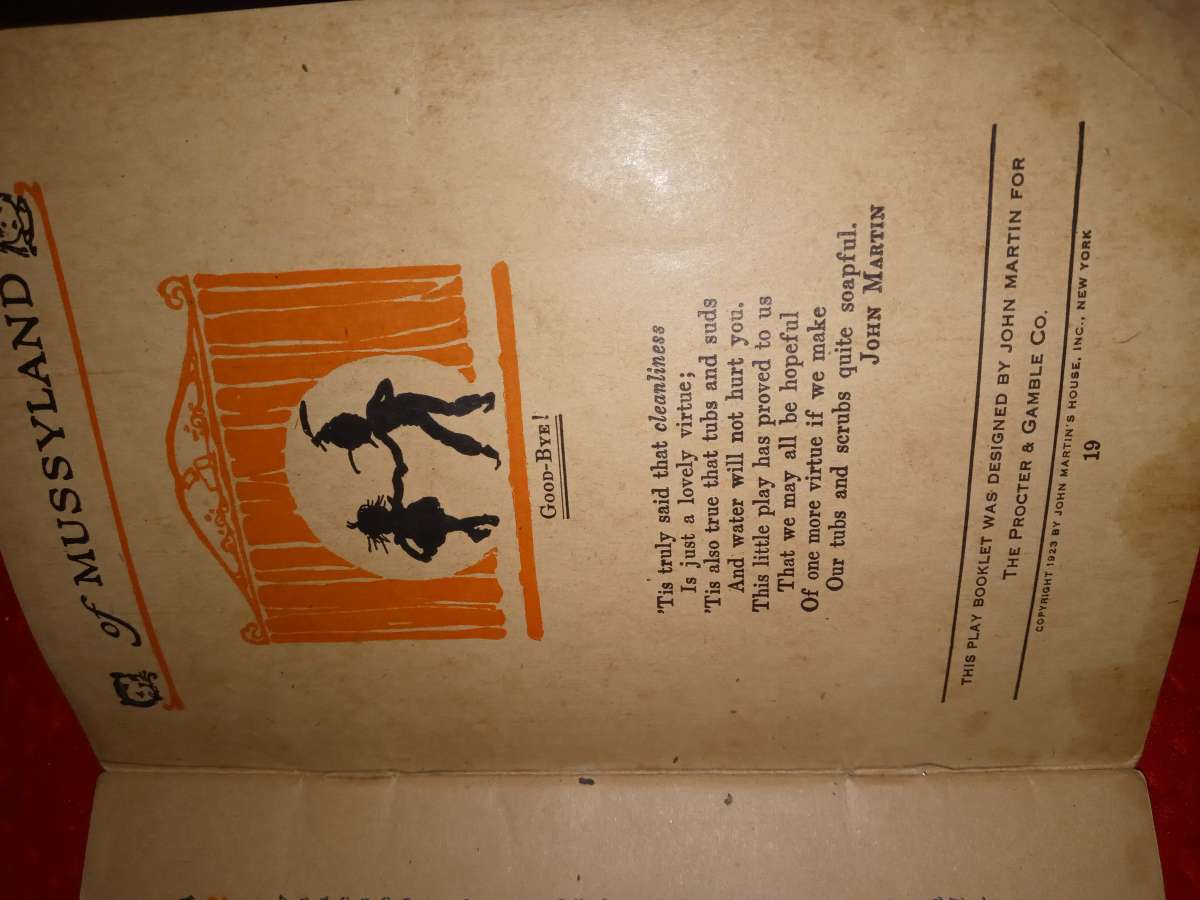 of MUSSYLAND
GOOD-BYE!
'Tis truly said that cleanliness
Is just a lovely virtue;
'Tis also true that tubs and suds
And water will not hurt you.
This little play has proved to us
That we may all be hopeful
Of one more virtue if we make
Our tubs and scrubs quite soapful.
JOHN MARTIN
THIS PLAY BOOKLET WAS DESIGNED BY JOHN MARTIN FOR
THE PROCTER & GAMBLE CO.
COPYRIGHT 1923 BY JOHN MARTIN'S HOUSE, INC., NEW YORK
19